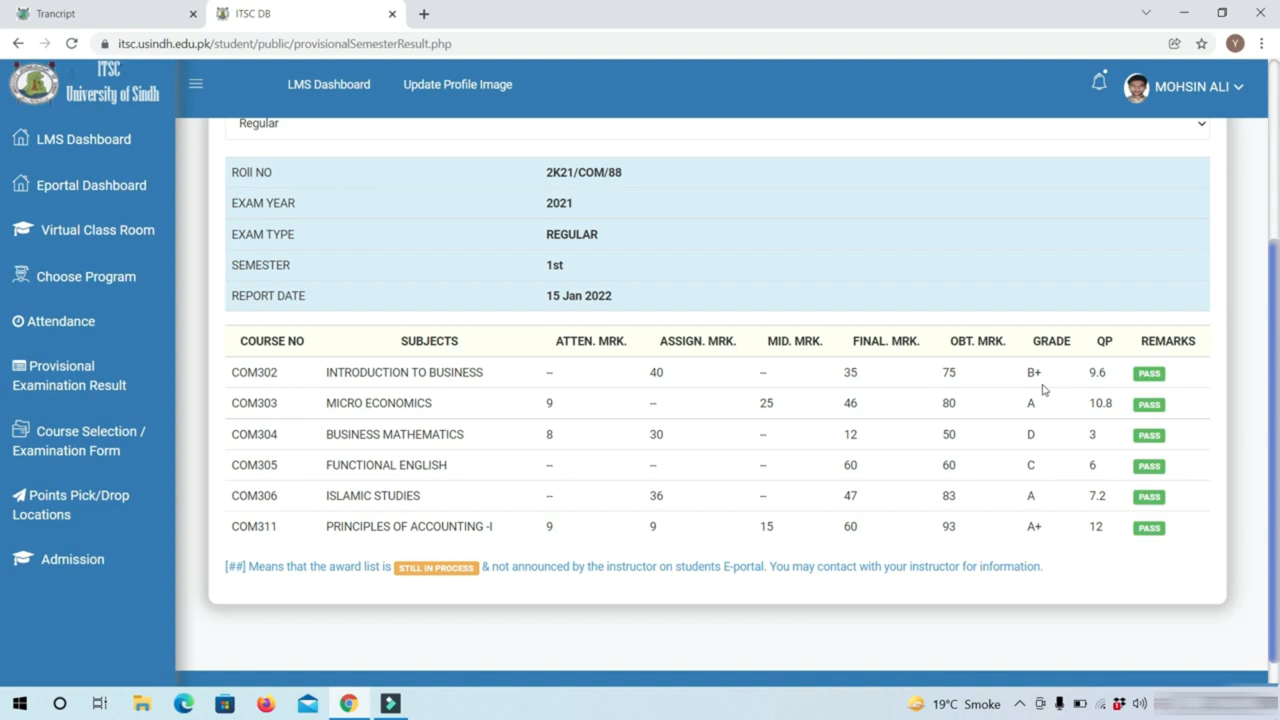 Trancript
ITSC DB
itsc.usindh.edu.pk/student/public/provisionalSemesterResult.php
Y
ITSC
University of Sindh
LMS Dashboard
Update Profile Image
MOHSIN ALI
LMS Dashboard
Eportal Dashboard
Virtual Class Room
Choose Program
Attendance
Provisional
Examination Result
Course Selection /
Examination Form
Points Pick/Drop
Locations
Admission
Regular
Roll NO 2K21/COM/88
EXAM YEAR 2021
EXAM TYPE REGULAR
SEMESTER 1st
REPORT DATE 15 Jan 2022
COURSE NO SUBJECTS ATTEN. MRK. ASSIGN. MRK. MID. MRK. FINAL. MRK. OBT. MRK. GRADE QP REMARKS
COM302 INTRODUCTION TO BUSINESS -- 40 -- 35 75 B+ 9.6 PASS
COM303 MICRO ECONOMICS 9 -- 25 46 80 A 10.8 PASS
COM304 BUSINESS MATHEMATICS 8 30 -- 12 50 D 3 PASS
COM305 FUNCTIONAL ENGLISH -- -- -- 60 60 C 6 PASS
COM306 ISLAMIC STUDIES -- 36 -- 47 83 A 7.2 PASS
COM311 PRINCIPLES OF ACCOUNTING -I 9 9 15 60 93 A+ 12 PASS
[##] Means that the award list is STILL IN PROCESS & not announced by the instructor on students E-portal. You may contact with your instructor for information.
19°C Smoke